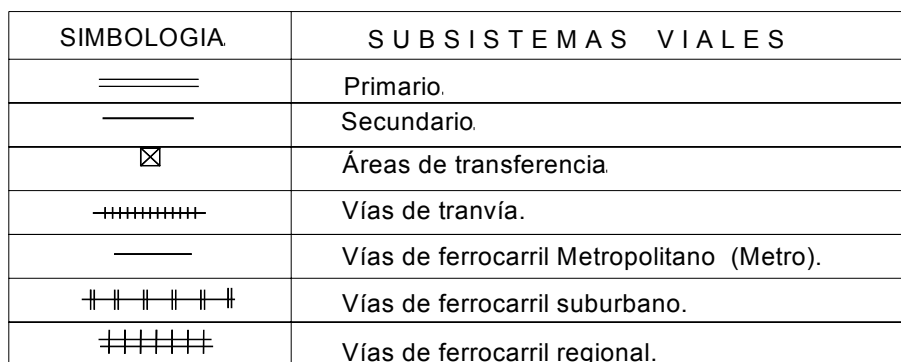 SIMBOLOGIA. SUBSISTEMAS VIALES
Primario.
Secundario.
Áreas de transferencia.
Vías de tranvía.
Vías de ferrocarril Metropolitano (Metro).
Vías de ferrocarril suburbano.
Vías de ferrocarril regional.